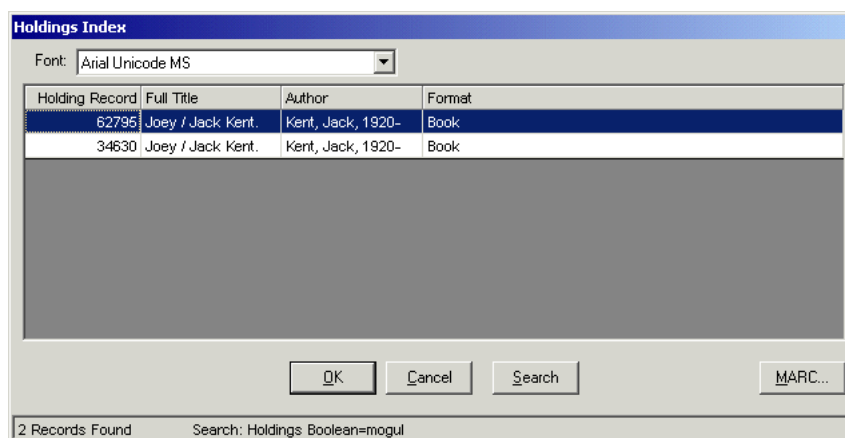 Holdings Index
Font: Arial Unicode MS
Holding Record Full Title Author Format
62795 Joey / Jack Kent. Kent, Jack, 1920- Book
34630 Joey / Jack Kent. Kent, Jack, 1920- Book
OK Cancel Search MARC...
2 Records Found Search: Holdings Boolean=mogul